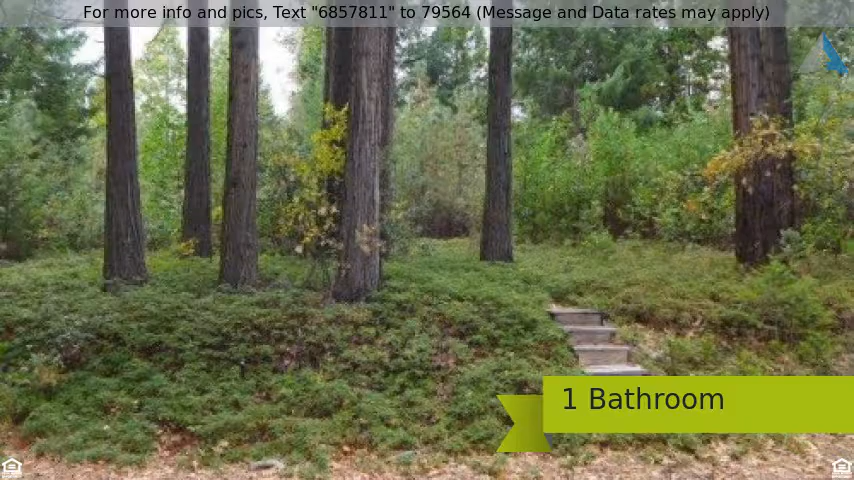 For more info and pics, Text "6857811" to 79564 (Message and Data rates may apply)
1 Bathroom